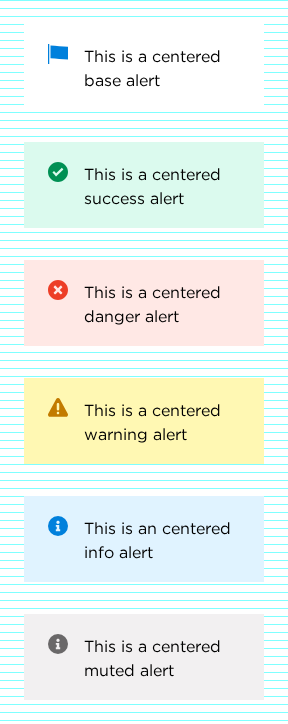 This is a centered
base alert
This is a centered
success alert
This is a centered
danger alert
This is a centered
warning alert
This is an centered
info alert
This is a centered
muted alert